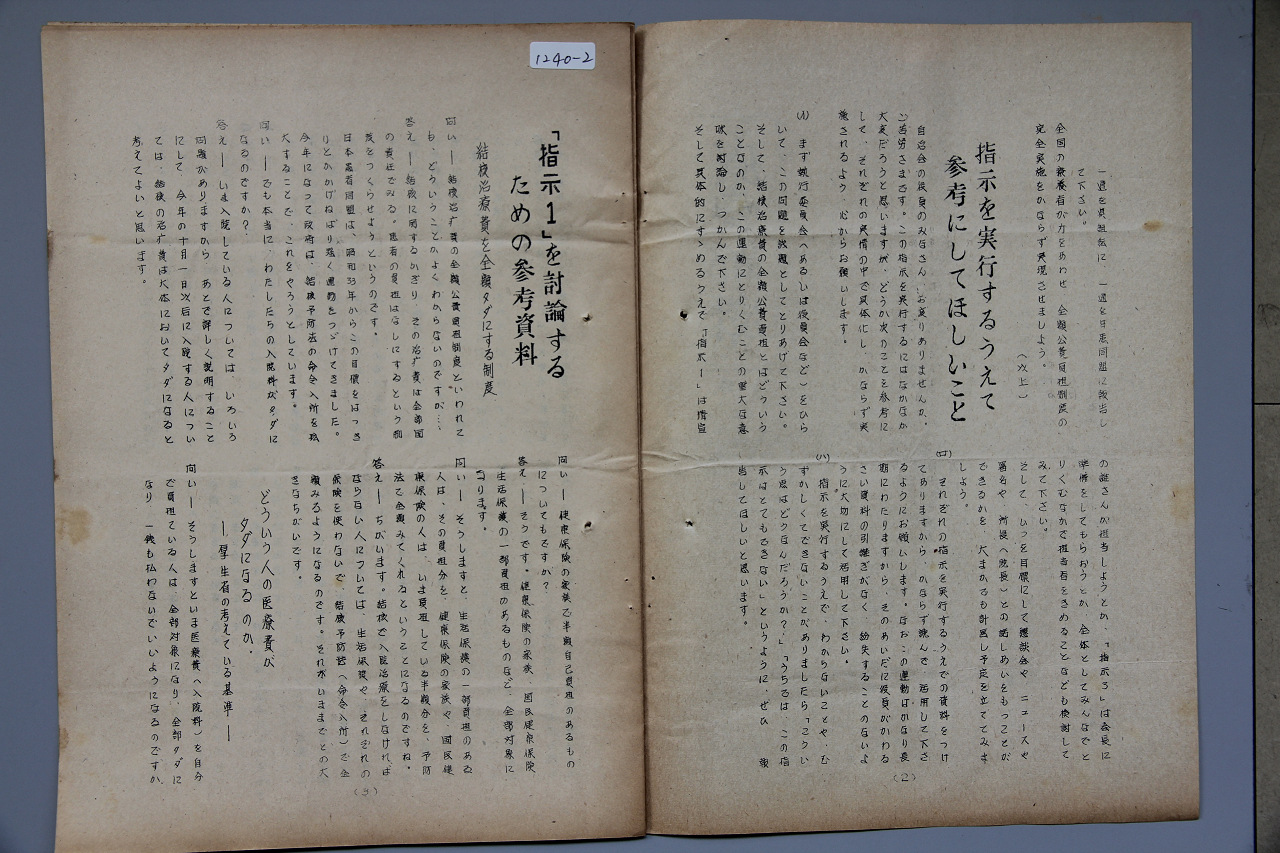 1240-2
一通を県監伝に 一通を日患同盟に報告し
て下さい。
全国の療養者が力をあわせ 全額公費負担制度の
完全実施をかならず実現させましょう。
(以上)
指示を実行するうえで
参考にしてほしいこと
自治会の役員のみなさん、お変りありませんか、
ご苦労さまです。この指示を実行するにはなかなか
大変だろうと思いますが、どうか次のことを参考に
して、それぞれの実情の中で具体化し、かならず実
施されるよう、心からお願いします。
(イ) まず執行委員会へあるいは役員会など)をひら
いて、この問題を議題としてとりあげて下さい。
そして、結核治療費の全額公費負担とはどういう
ことなのか、この運動にとりくむことの重大な意
味を討論し、つかんで下さい。
そして具体的にすゝめるうえで「指示1」は情宣
の誰さんが担当しようとか、「指示3」は会長に
準備をしてもらおうとか、全体としてみんなでと
りくむなかで担当者をきめることなども検討して
みて下さい。
そして、いつを目標にして懇談会や、ニュースや
署名や、所長へ院長)との話しあいをもつことが
できるかを、大まかでも計画し予定を立ててみま
しょう。
(ロ) それぞれの指示を実行するうえでの資料をつけ
てありますから、かならず読んで、活用して下さ
るようにお願いします。なおこの運動はかなり長
期にわたりますから、そのあいだに役員がかわる
さい資料の引継ぎがなく、紛失することのないよ
うに大切にして活用して下さい。
(ハ) 指示を実行するうえで、わからないことや、む
ずかしくてできないことがありましたら「ここい
う点はどうなんだろうか?」「うちでは、この指
示はとてもできない」というように、ぜひ 報
告してほしいと思います。
(2)
「指示1」を討論する
ための参考資料
結核治療費を全額タダにする制度
問い ― 結核治療費の全額公費負担制度といわれて
も、どういうことかよくわからないのですが…
答え ― 結核に関するかぎり、その治療費は全部国
の責任でみる。患者の負担はなしにするという制
度をつくらせようというのです。
日本患者同盟は、昭和33年からこの目標をはっき
りとかかげねばり強く運動をつゞけてきました。
今年になって政府は、結核予防法の命令入所を拡
大することで、これをやろうとしています。
問い ― でも本当に、わたしたちの入院料がタダに
なるのですか?
答え ― いま入院している人については、いろいろ
問題がありますから、あとで詳しく説明すること
にして、今年の十月一日以后に入院する人につい
ては、結核の治療費は大体においてタダになると
考えてよいと思います。
問い ― 健康保険の家族で半額自己負担のあるもの
についてもですか?
答え ― そうです。健康保険の家族、国民健康保険
生活保護の一部負担のあるものなど、全部対象に
なります。
問い ― そうしますと、生活保護の一部負担のある
人は、その負担分を、健康保険の家族や、国民健
康保険の人は、いま負担している半額分を、予防
法で全額みてくれるということになるのですね。
答え ― ちがいます。結核で入院治療をしなければ
ならない人については、生活保護や、それぞれの
保険を使わないで、結核予防法へ命令入所)で全
額みるようになるのです。それがいままでとの大
きなちがいです。
どういう人の医療費が
タダになるのか、
― 厚生省の考えている基準 ―
問い ― そうしますといま医療費へ入院料)を自分
で負担ている人は、全部対象になり、全部タダに
なり、一銭も払わないでいいようになるのですか
(3)